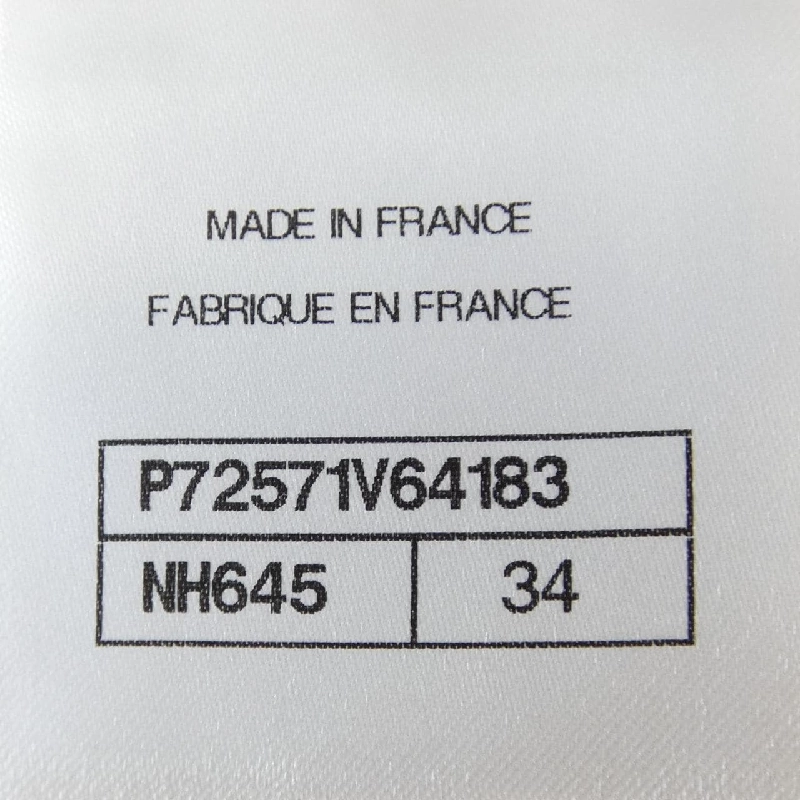 MADE IN FRANCE
FABRIQUE EN FRANCE
P72571V64183
NH645 34